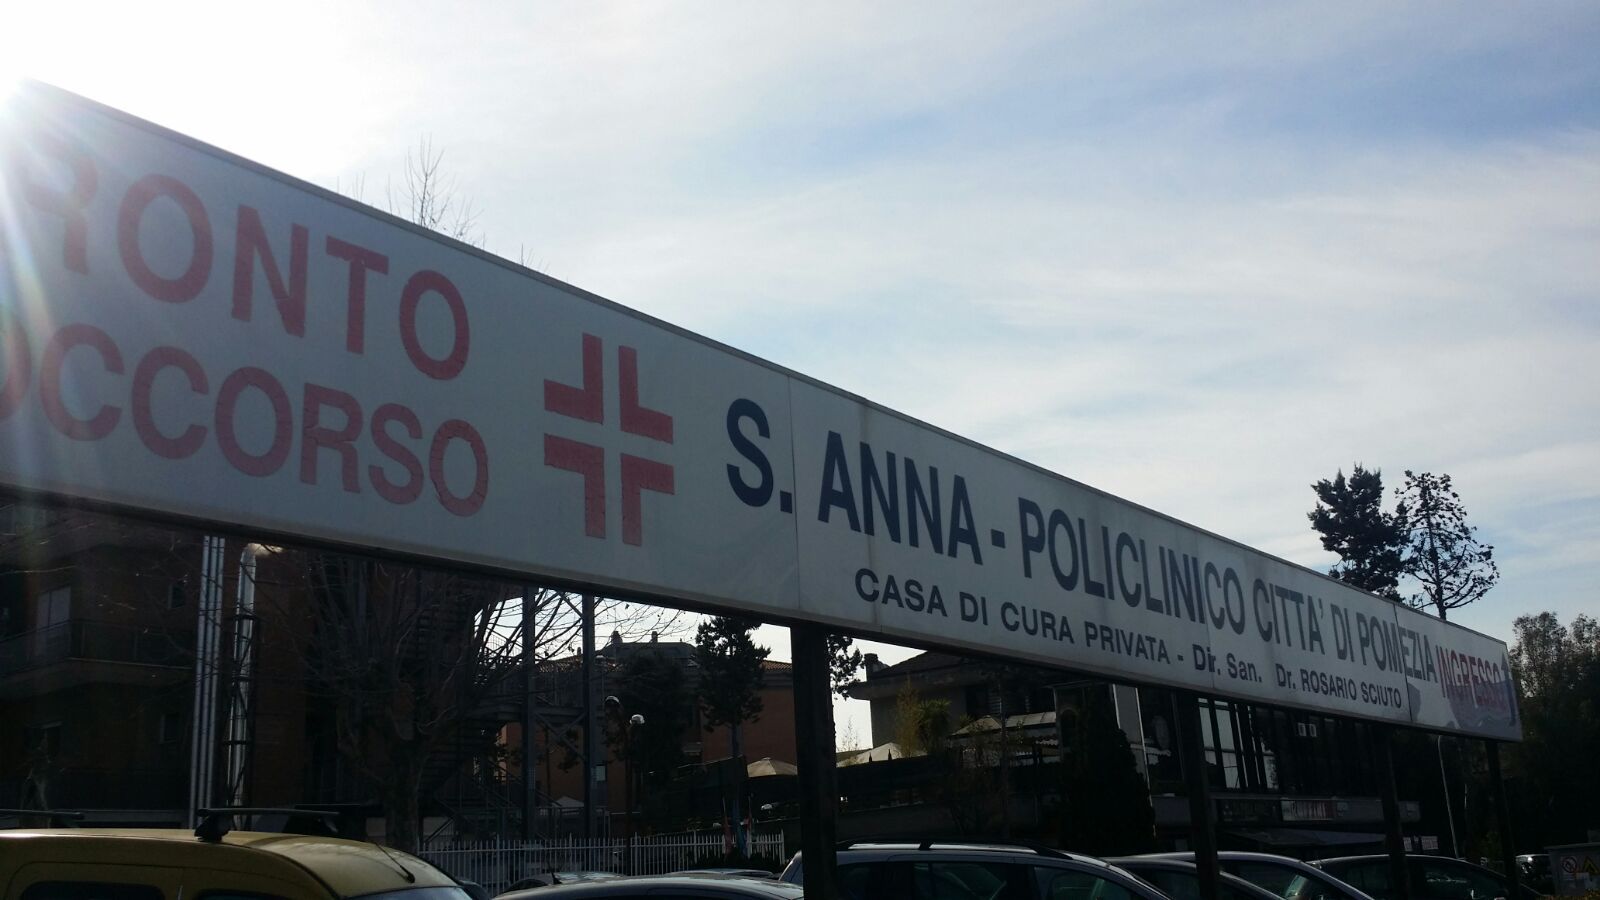 RONTO
OCCORSO
S. ANNA - POLICLINICO CITTA' DI POMEZIA INGRESSO
CASA DI CURA PRIVATA - Dir. San. Dr. ROSARIO SCIUTO